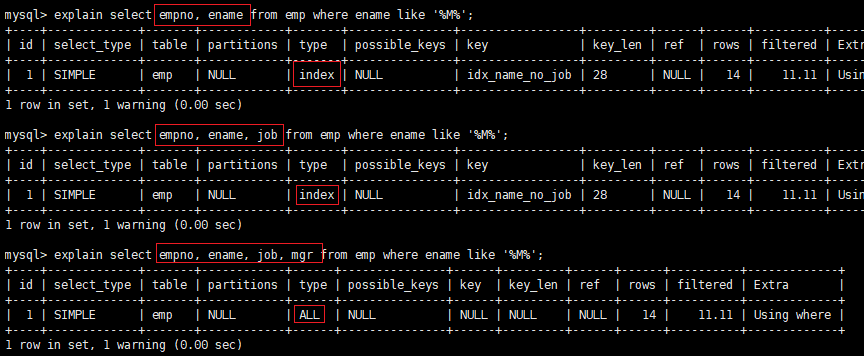 mysql> explain select empno, ename from emp where ename like '%M%';
+----+-------------+-------+------------+-------+---------------+-----------------+---------+------+------+----------+------
| id | select_type | table | partitions | type | possible_keys | key | key_len | ref | rows | filtered | Extr
+----+-------------+-------+------------+-------+---------------+-----------------+---------+------+------+----------+------
| 1 | SIMPLE | emp | NULL | index | NULL | idx_name_no_job | 28 | NULL | 14 | 11.11 | Usin
+----+-------------+-------+------------+-------+---------------+-----------------+---------+------+------+----------+------
1 row in set, 1 warning (0.00 sec)
mysql> explain select empno, ename, job from emp where ename like '%M%';
+----+-------------+-------+------------+-------+---------------+-----------------+---------+------+------+----------+------
| id | select_type | table | partitions | type | possible_keys | key | key_len | ref | rows | filtered | Extr
+----+-------------+-------+------------+-------+---------------+-----------------+---------+------+------+----------+------
| 1 | SIMPLE | emp | NULL | index | NULL | idx_name_no_job | 28 | NULL | 14 | 11.11 | Usin
+----+-------------+-------+------------+-------+---------------+-----------------+---------+------+------+----------+------
1 row in set, 1 warning (0.00 sec)
mysql> explain select empno, ename, job, mgr from emp where ename like '%M%';
+----+-------------+-------+------------+------+---------------+------+---------+------+------+----------+-------------+
| id | select_type | table | partitions | type | possible_keys | key | key_len | ref | rows | filtered | Extra |
+----+-------------+-------+------------+------+---------------+------+---------+------+------+----------+-------------+
| 1 | SIMPLE | emp | NULL | ALL | NULL | NULL | NULL | NULL | 14 | 11.11 | Using where |
+----+-------------+-------+------------+------+---------------+------+---------+------+------+----------+-------------+
1 row in set, 1 warning (0.00 sec)